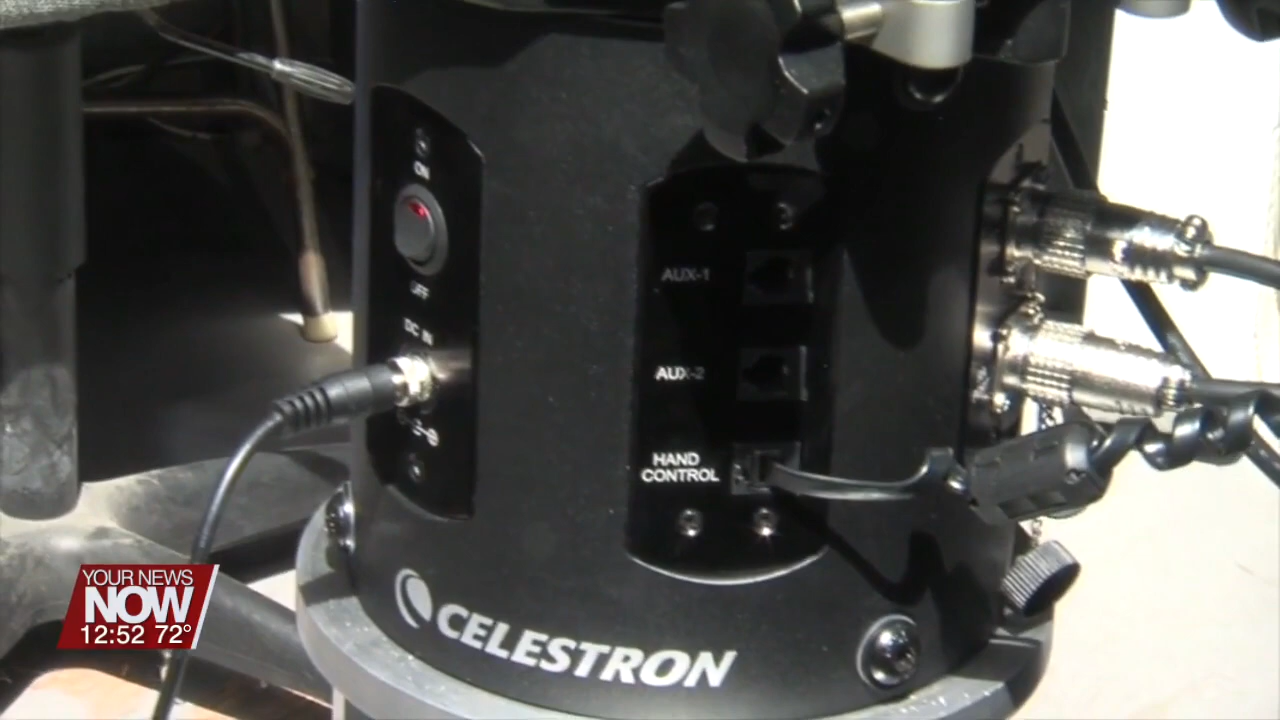 ON
OFF
DC IN
AUX-1
AUX-2
HAND
CONTROL
CELESTRON
YOUR NEWS
NOW
12:52 72°